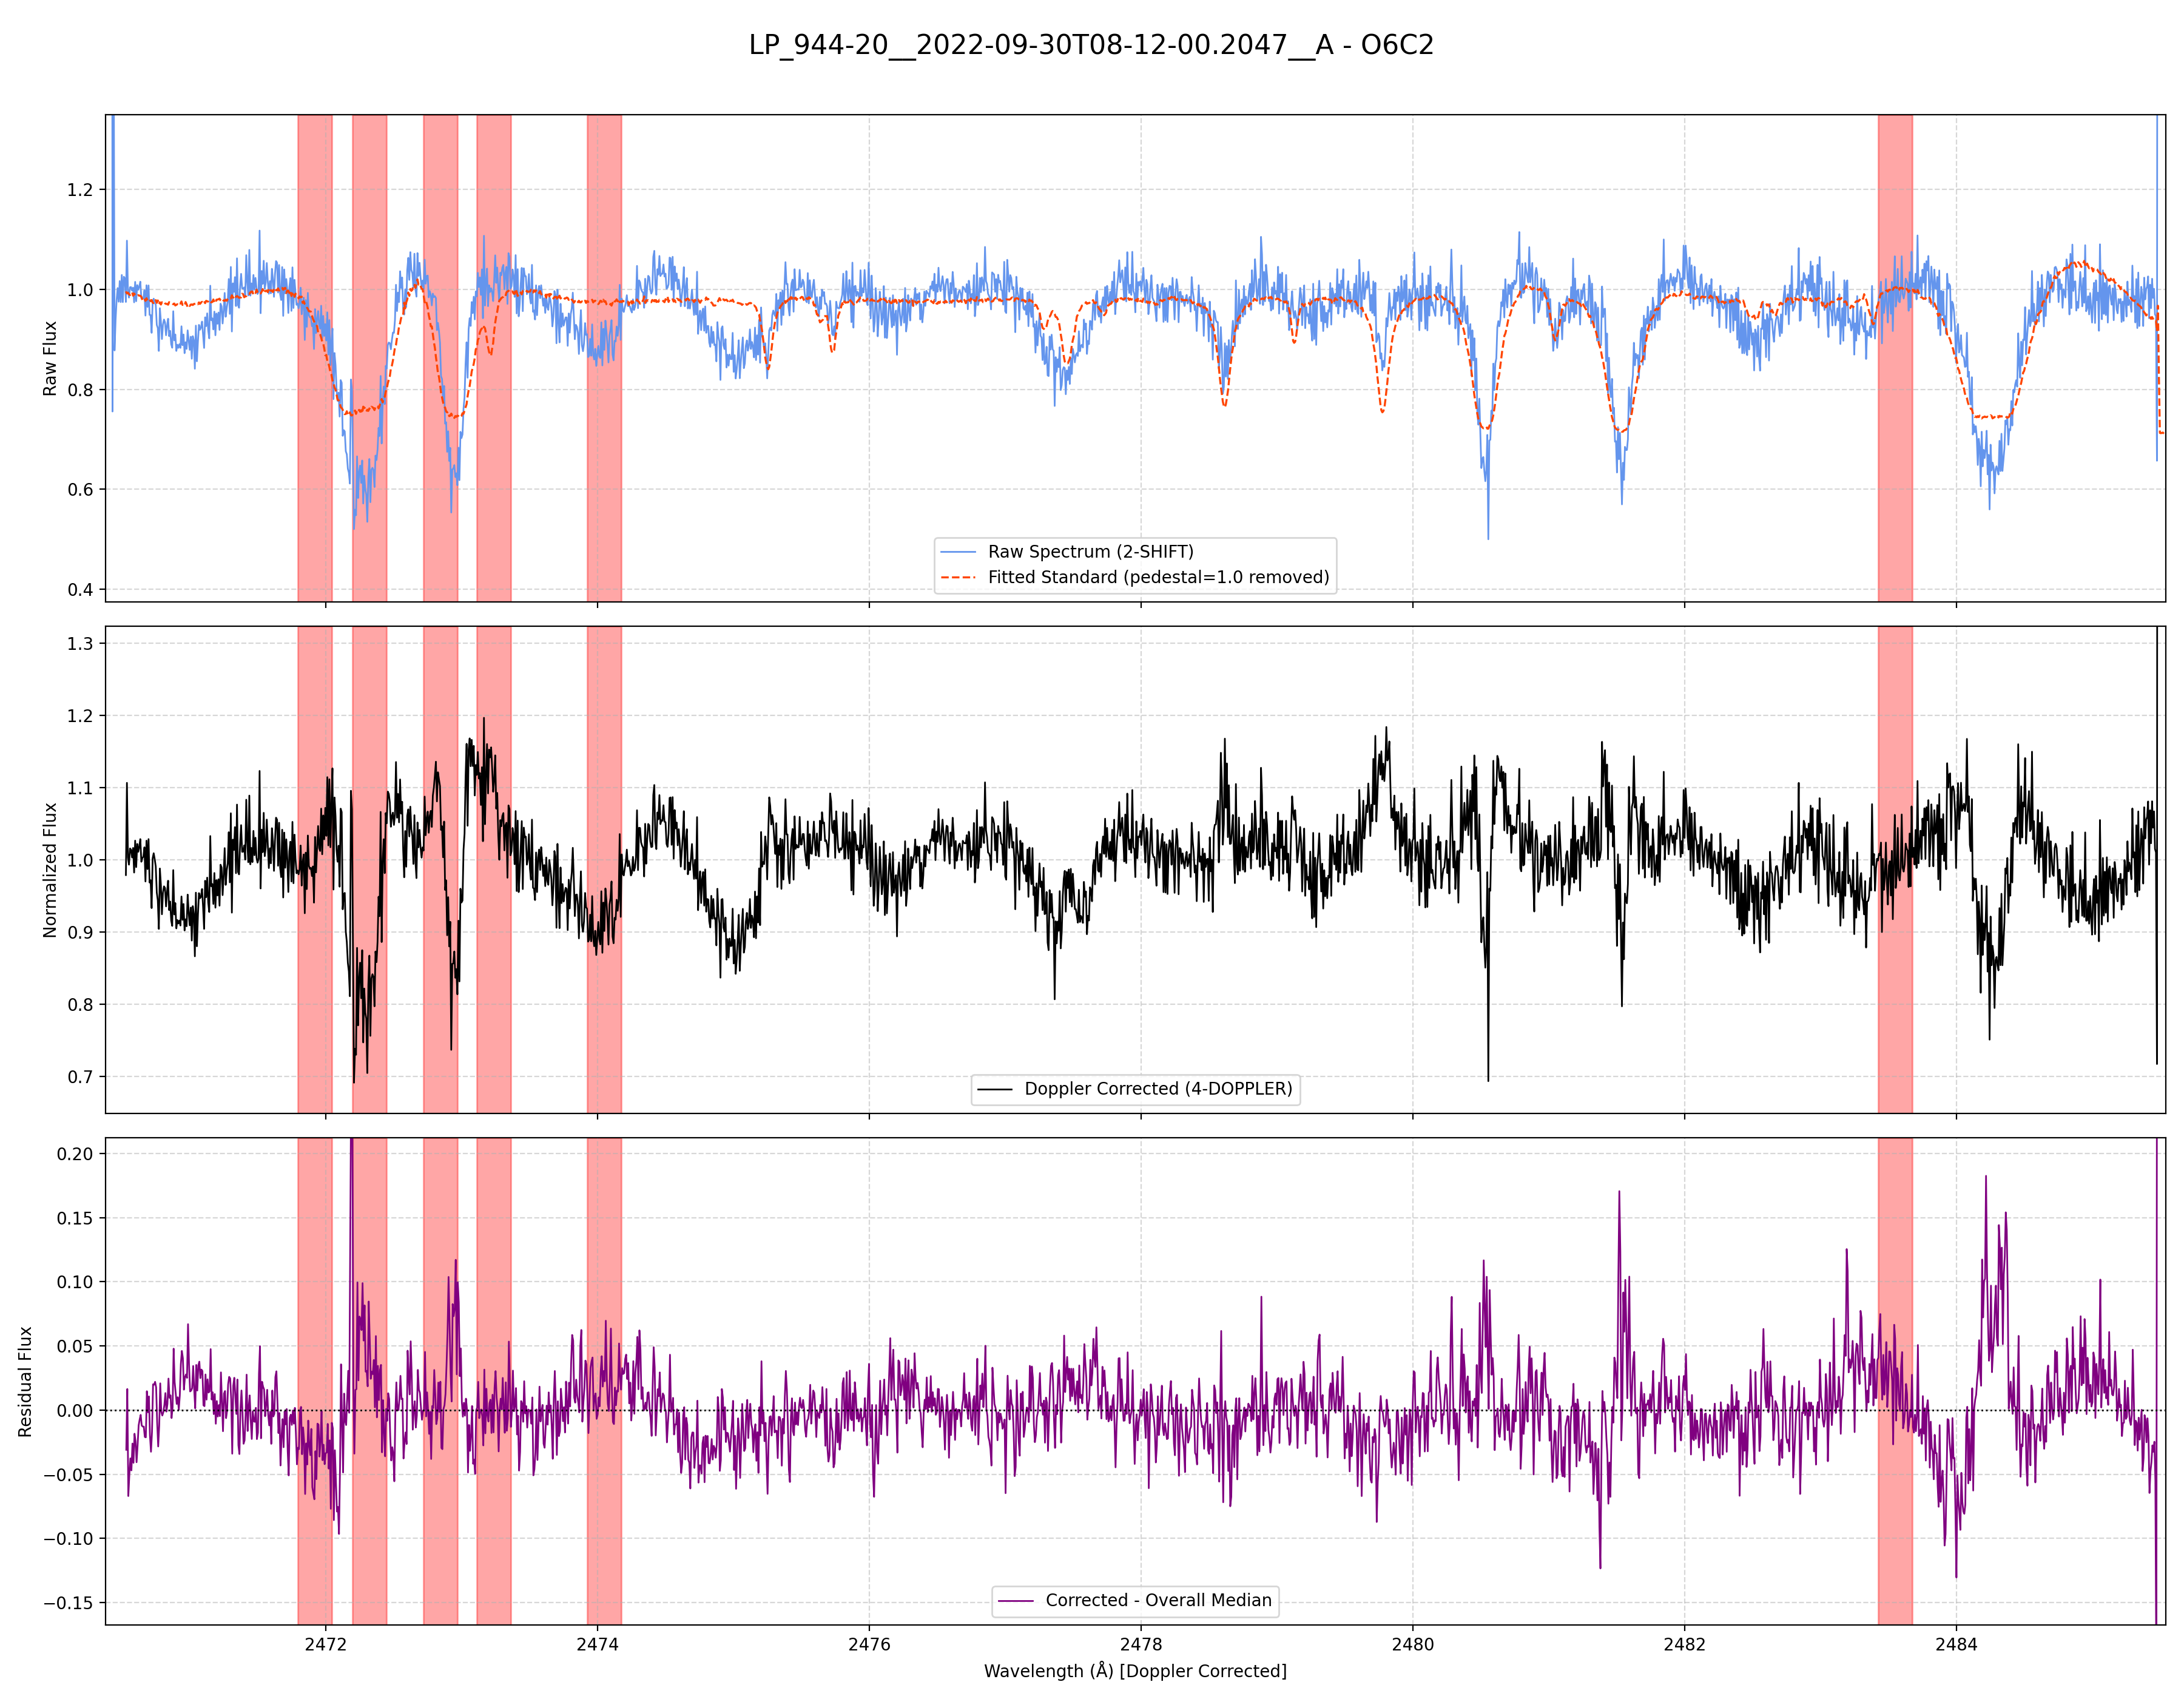 LP_944-20__2022-09-30T08-12-00.2047__A - O6C2
Raw Flux
1.2
1.0
0.8
0.6
0.4
Raw Spectrum (2-SHIFT)
Fitted Standard (pedestal=1.0 removed)
Normalized Flux
1.3
1.2
1.1
1.0
0.9
0.8
0.7
Doppler Corrected (4-DOPPLER)
Residual Flux
0.20
0.15
0.10
0.05
0.00
−0.05
−0.10
−0.15
Corrected - Overall Median
2472 2474 2476 2478 2480 2482 2484
Wavelength (Å) [Doppler Corrected]